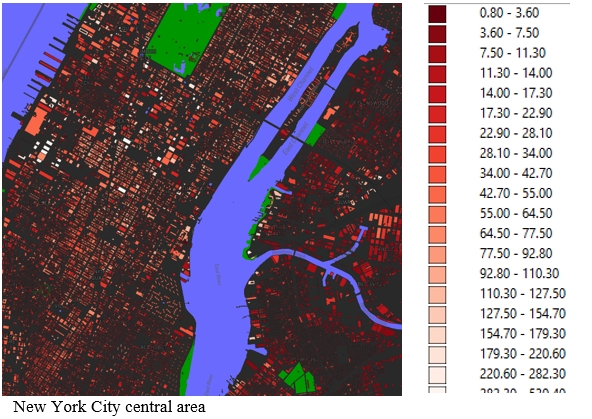 0.80 - 3.60
3.60 - 7.50
7.50 - 11.30
11.30 - 14.00
14.00 - 17.30
17.30 - 22.90
22.90 - 28.10
28.10 - 34.00
34.00 - 42.70
42.70 - 55.00
55.00 - 64.50
64.50 - 77.50
77.50 - 92.80
92.80 - 110.30
110.30 - 127.50
127.50 - 154.70
154.70 - 179.30
179.30 - 220.60
220.60 - 282.30
New York City central area